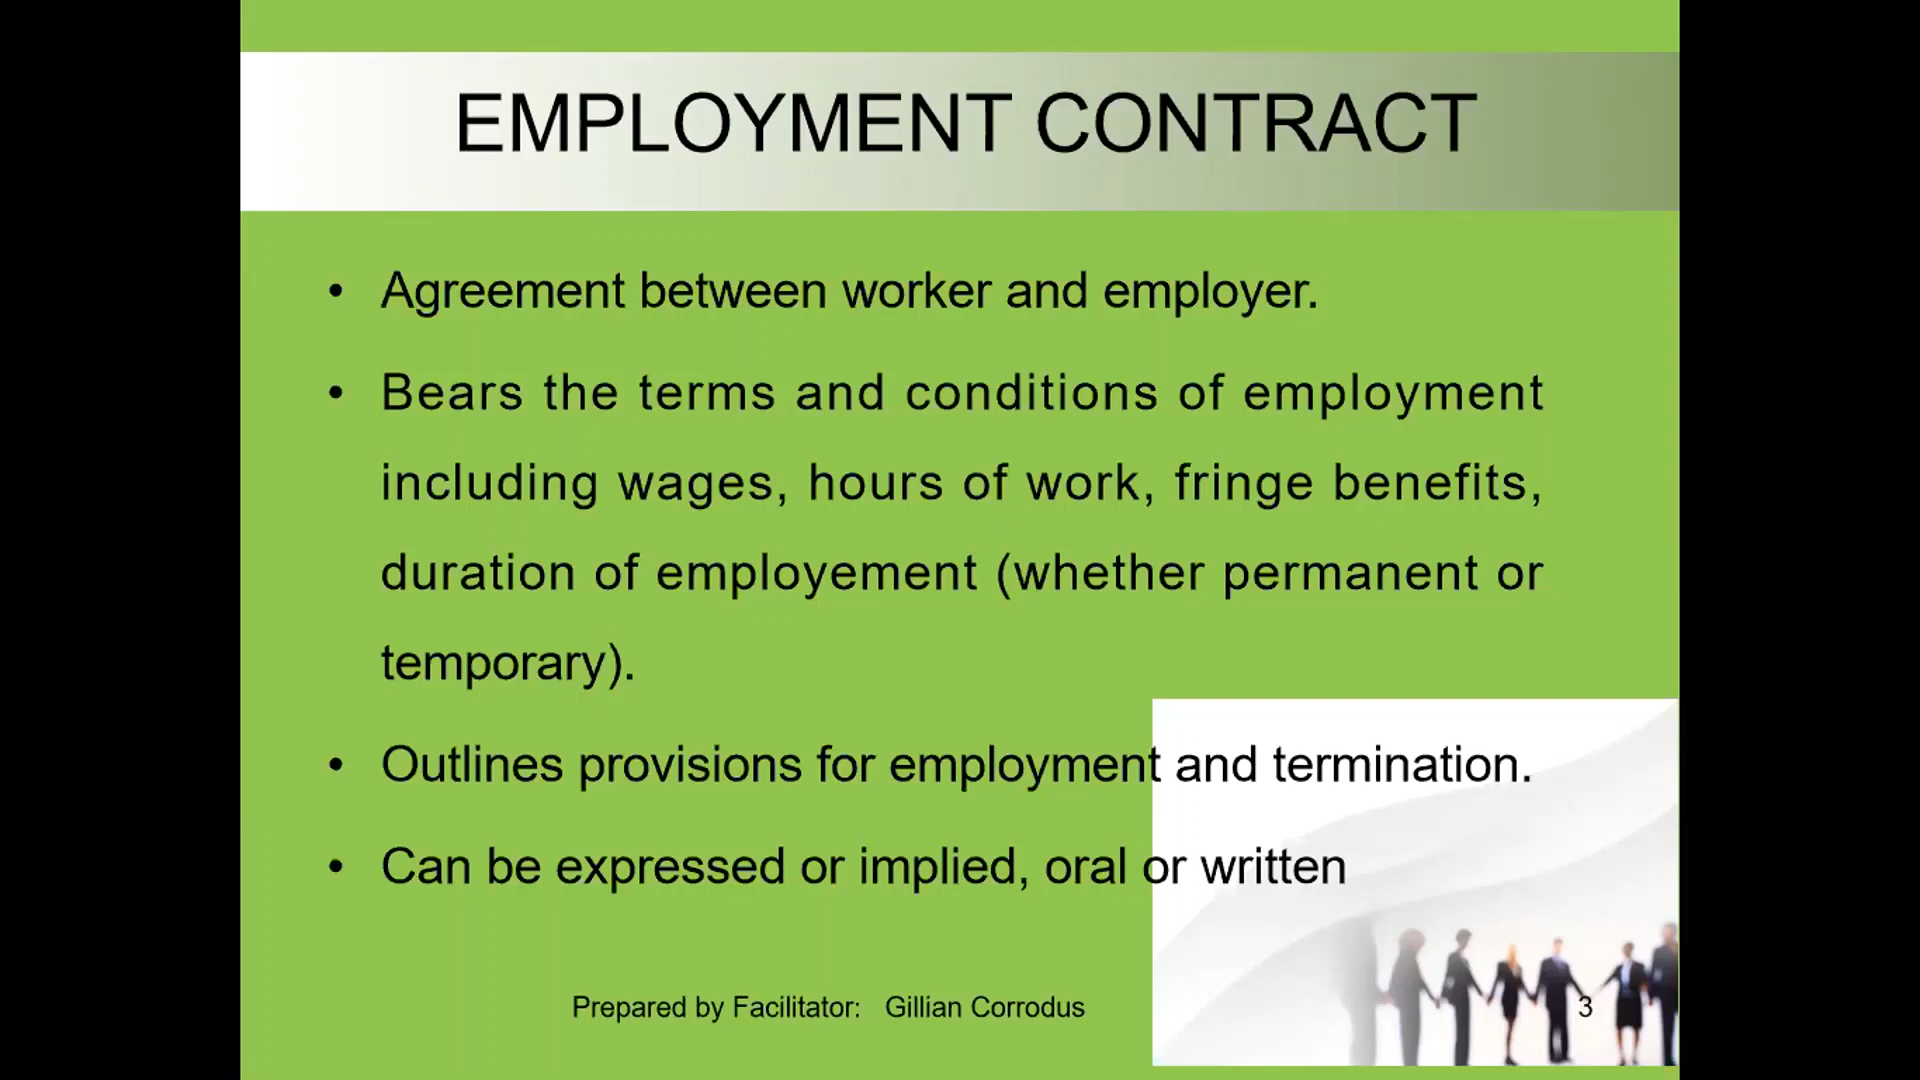 EMPLOYMENT CONTRACT
• Agreement between worker and employer.
• Bears the terms and conditions of employment
including wages, hours of work, fringe benefits,
duration of employement (whether permanent or
temporary).
• Outlines provisions for employment and termination.
• Can be expressed or implied, oral or written
Prepared by Facilitator: Gillian Corrodus
3